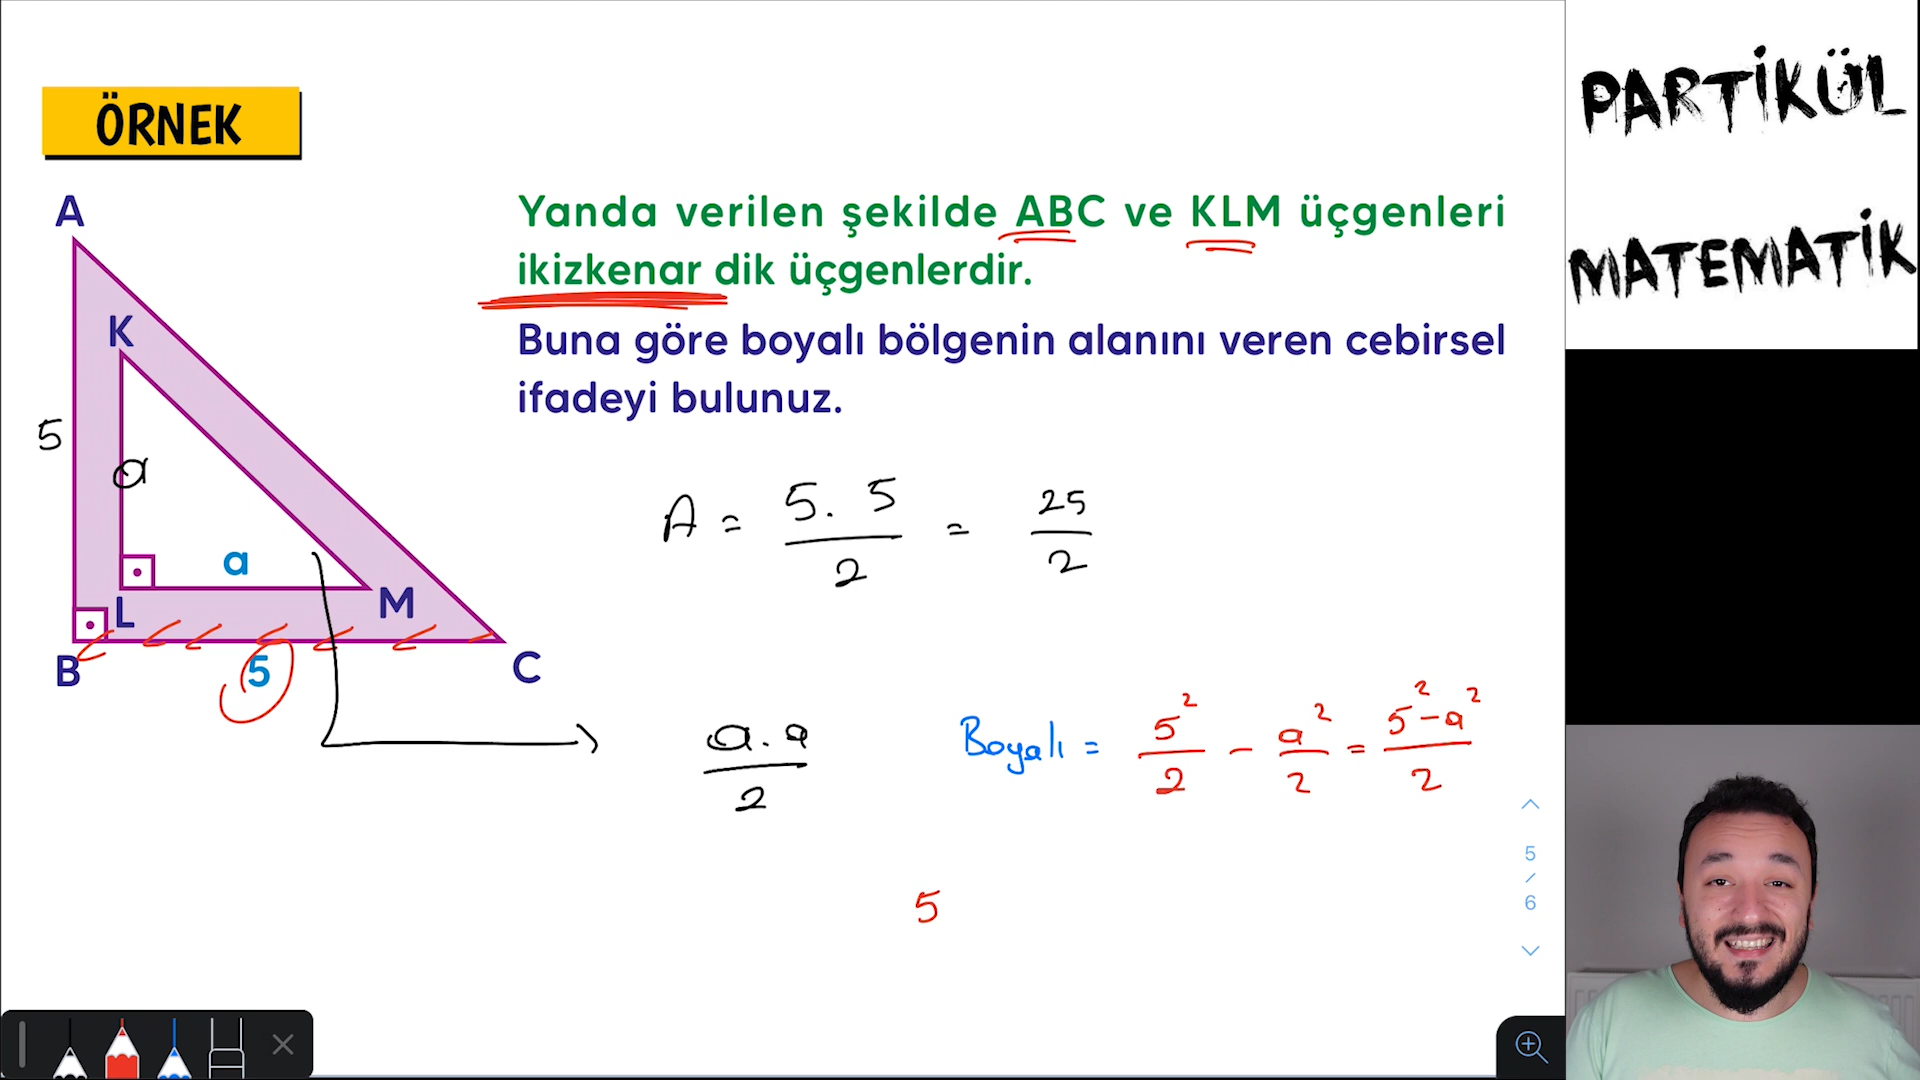 ÖRNEK
PARTİKÜL
MATEMATİK
Yanda verilen şekilde ABC ve KLM üçgenleri
ikizkenar dik üçgenlerdir.
Buna göre boyalı bölgenin alanını veren cebirsel
ifadeyi bulunuz.
A
K
5
a
a
L
M
B
5
C
A = 5. 5 / 2 = 25 / 2
a. a / 2
Boyalı = 5² / 2 - a² / 2 = 5² - a² / 2
5
5
/
6